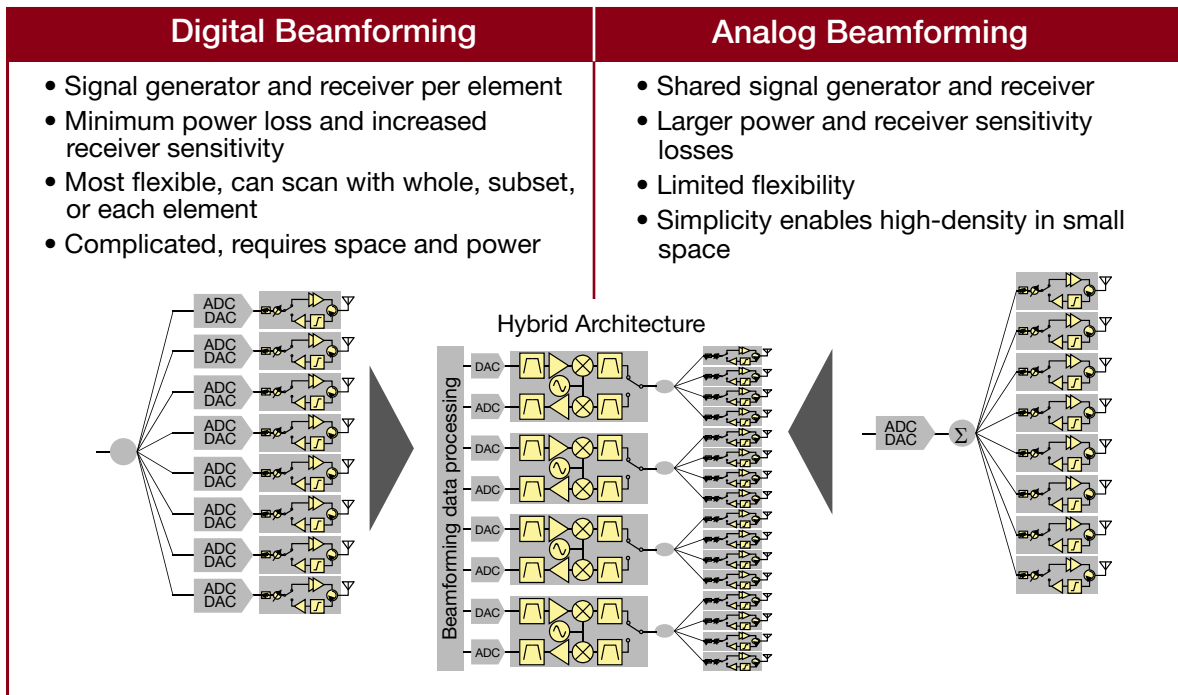 Digital Beamforming
• Signal generator and receiver per element
• Minimum power loss and increased
receiver sensitivity
• Most flexible, can scan with whole, subset,
or each element
• Complicated, requires space and power
Analog Beamforming
• Shared signal generator and receiver
• Larger power and receiver sensitivity
losses
• Limited flexibility
• Simplicity enables high-density in small
space
ADC
DAC
ADC
DAC
ADC
DAC
ADC
DAC
ADC
DAC
ADC
DAC
ADC
DAC
ADC
DAC
Hybrid Architecture
Beamforming data processing
DAC
ADC
DAC
ADC
DAC
ADC
DAC
ADC
ADC
DAC
Σ